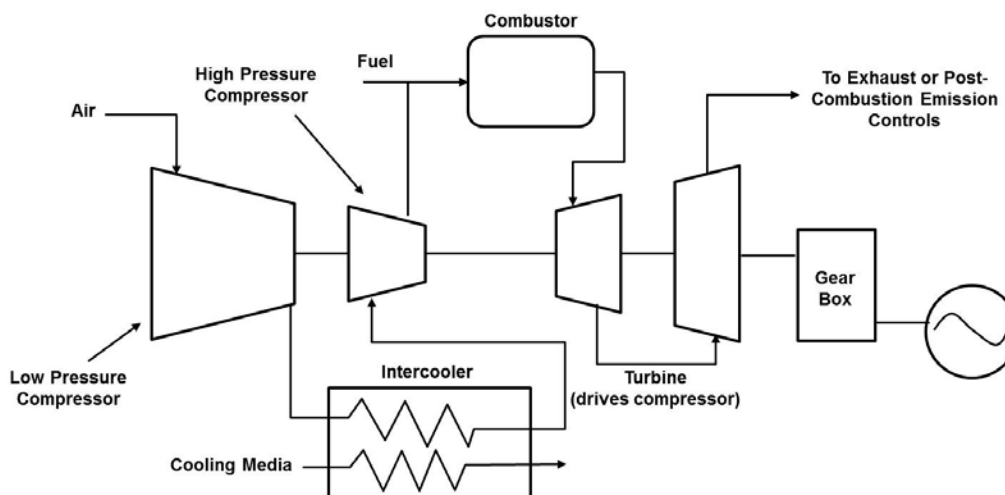 Combustor
Fuel
High Pressure
Compressor
To Exhaust or Post-
Combustion Emission
Controls
Air
Gear
Box
Low Pressure
Compressor
Intercooler
Turbine
(drives compressor)
Cooling Media